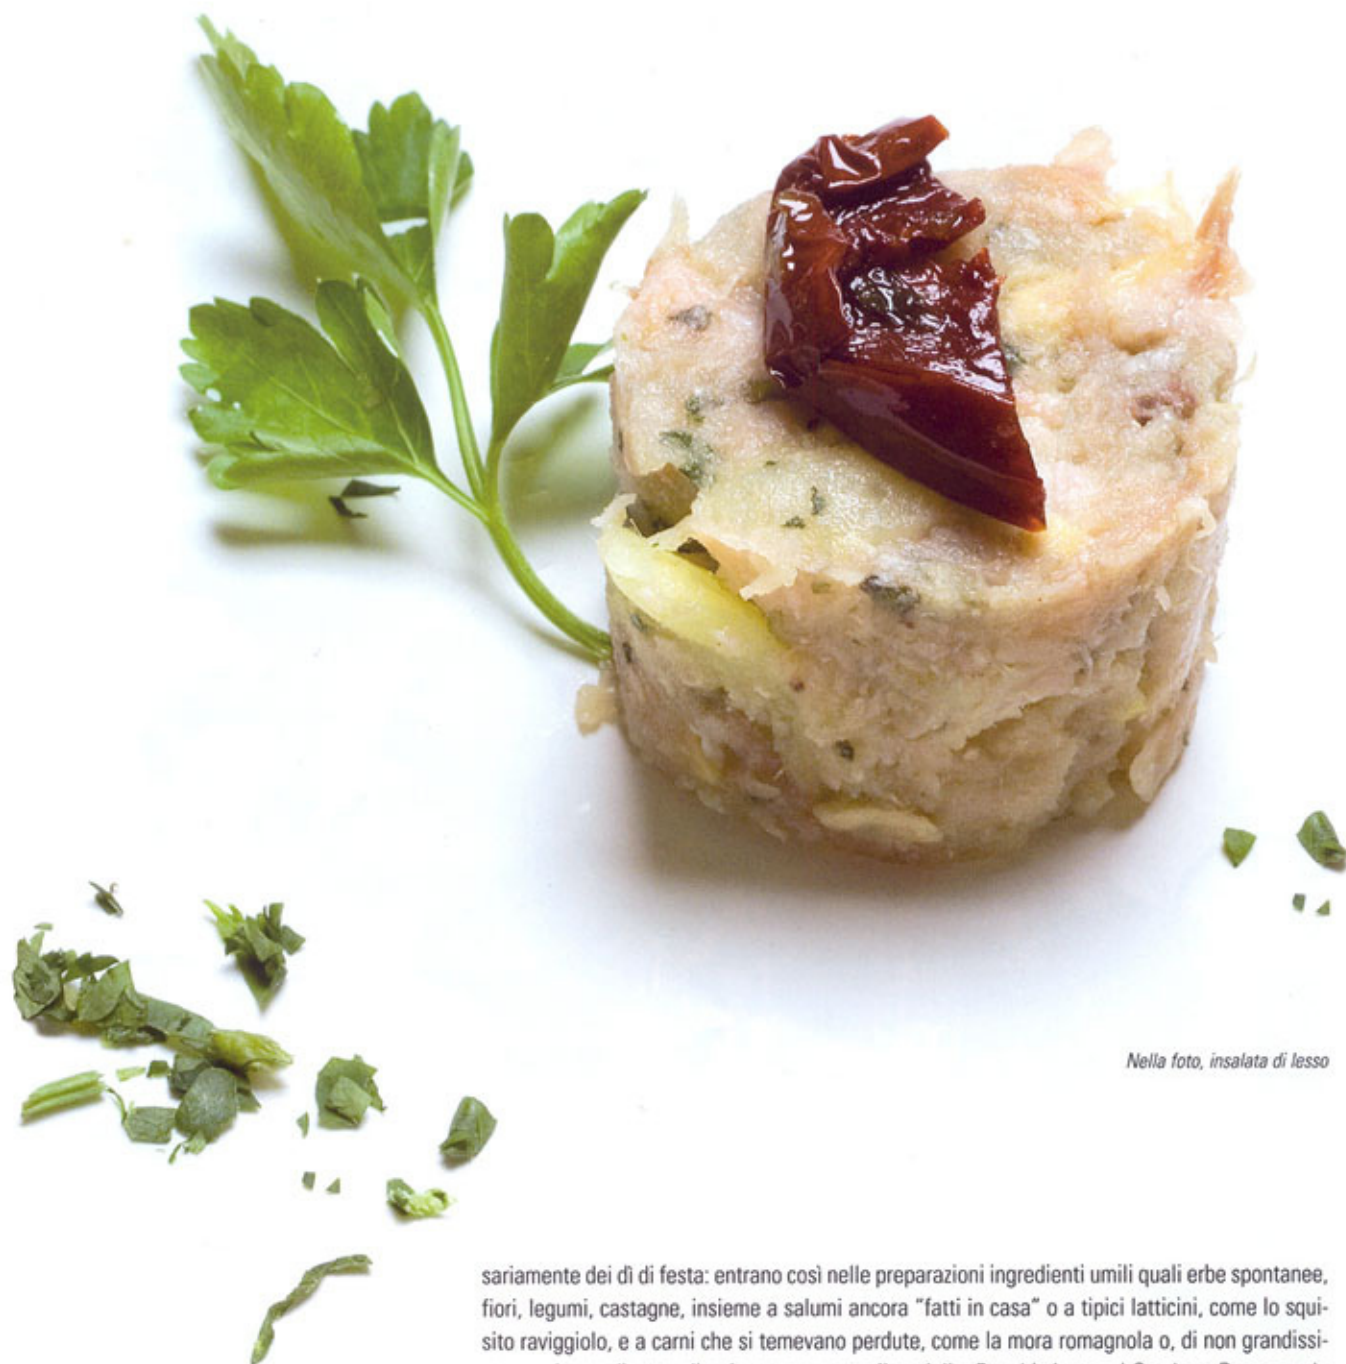 Nella foto, insalata di lesso
sariamente dei dì di festa: entrano così nelle preparazioni ingredienti umili quali erbe spontanee,
fiori, legumi, castagne, insieme a salumi ancora “fatti in casa” o a tipici latticini, come lo squi-
sito raviggiolo, e a carni che si temevano perdute, come la mora romagnola o, di non grandissi-